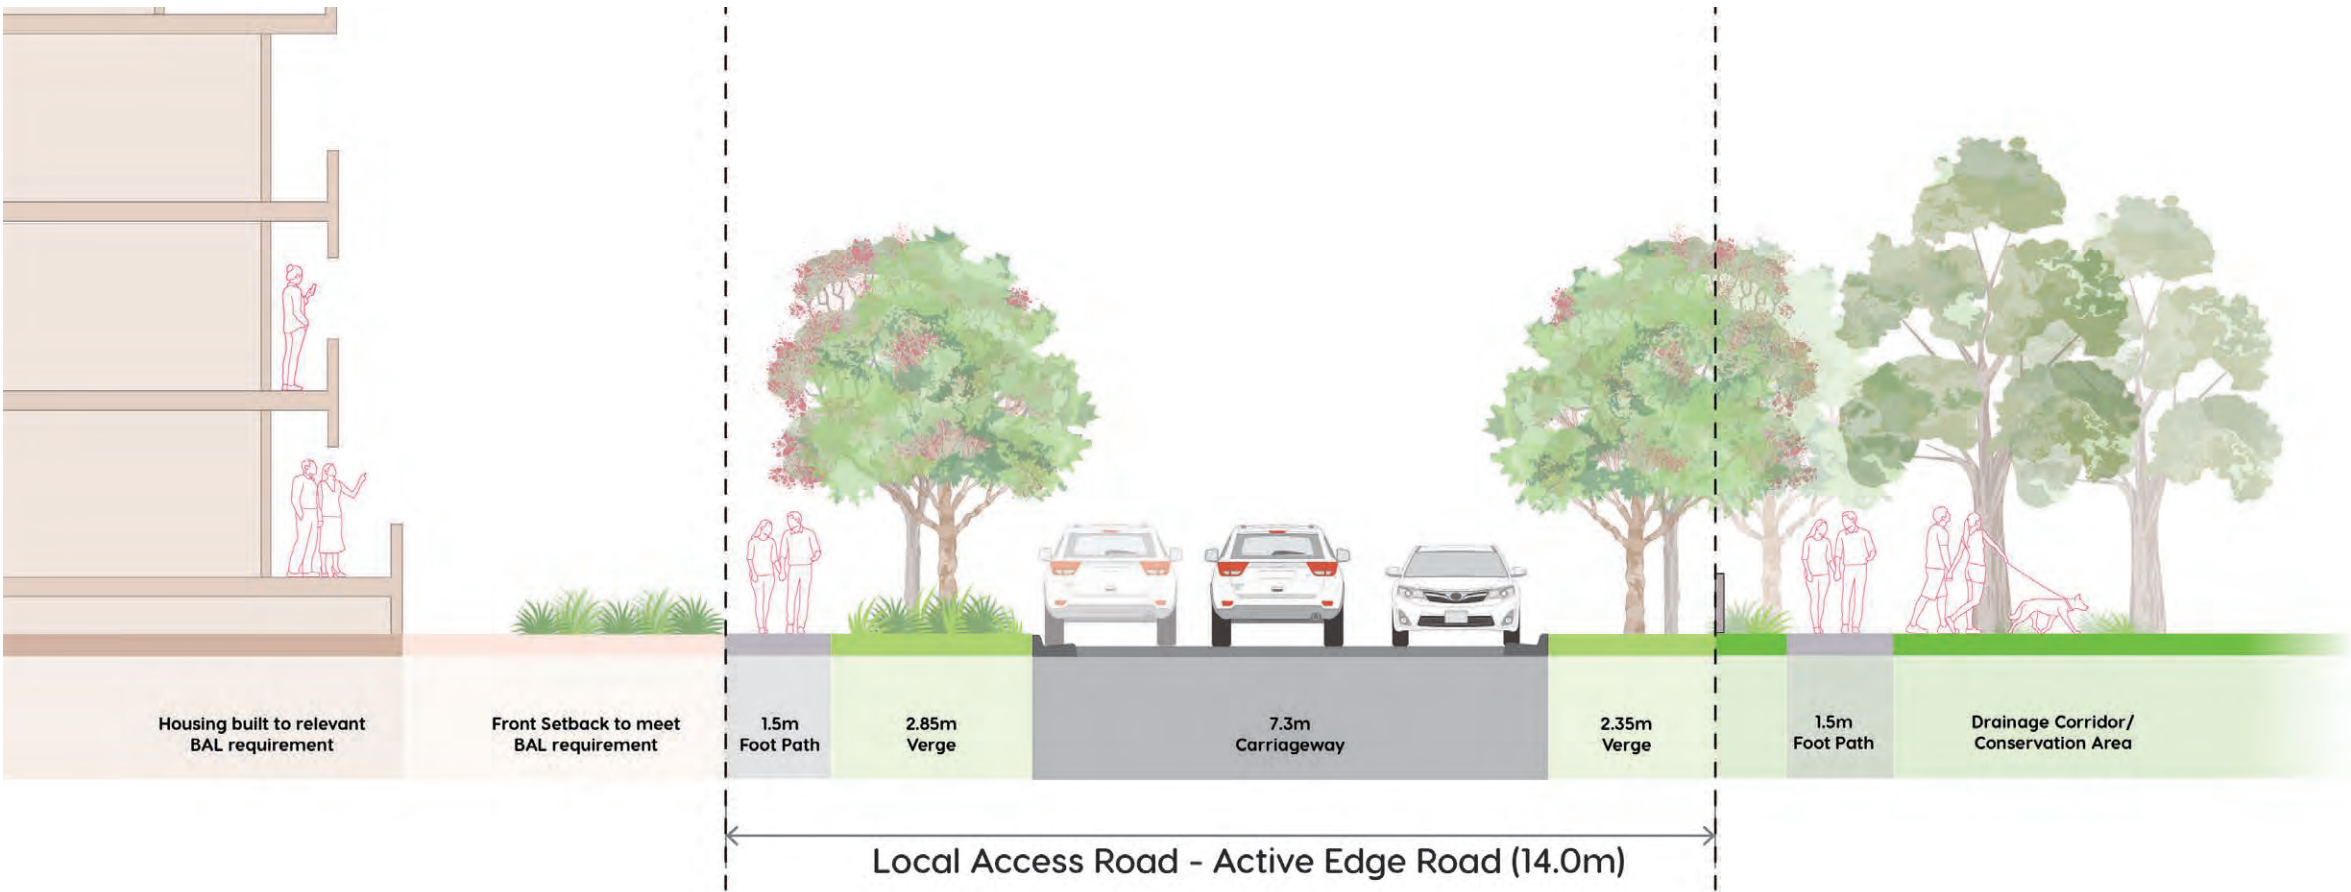 Housing built to relevant
BAL requirement
Front Setback to meet
BAL requirement
1.5m
Foot Path
2.85m
Verge
7.3m
Carriageway
2.35m
Verge
1.5m
Foot Path
Drainage Corridor/
Conservation Area
Local Access Road - Active Edge Road (14.0m)